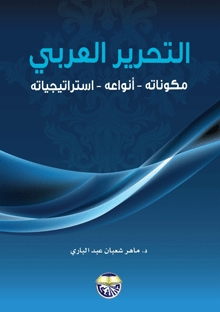 التحرير العربي
مكوناته - أنواعه - استراتيجياته
د. ماهر شعبان عبد الباري